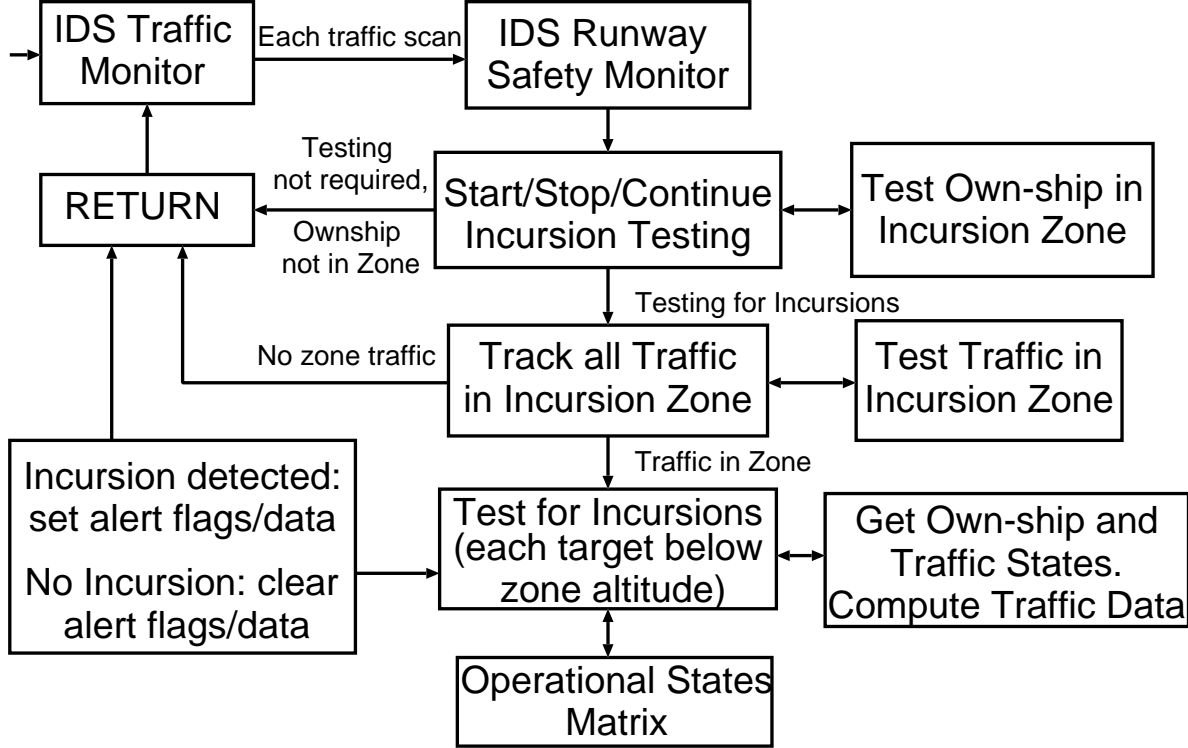 IDS Traffic
Monitor
Each traffic scan
IDS Runway
Safety Monitor
Testing
not required,
Ownship
not in Zone
RETURN
Start/Stop/Continue
Incursion Testing
Test Own-ship in
Incursion Zone
Testing for Incursions
No zone traffic
Track all Traffic
in Incursion Zone
Test Traffic in
Incursion Zone
Traffic in Zone
Incursion detected:
set alert flags/data
No Incursion: clear
alert flags/data
Test for Incursions
(each target below
zone altitude)
Get Own-ship and
Traffic States.
Compute Traffic Data
Operational States
Matrix